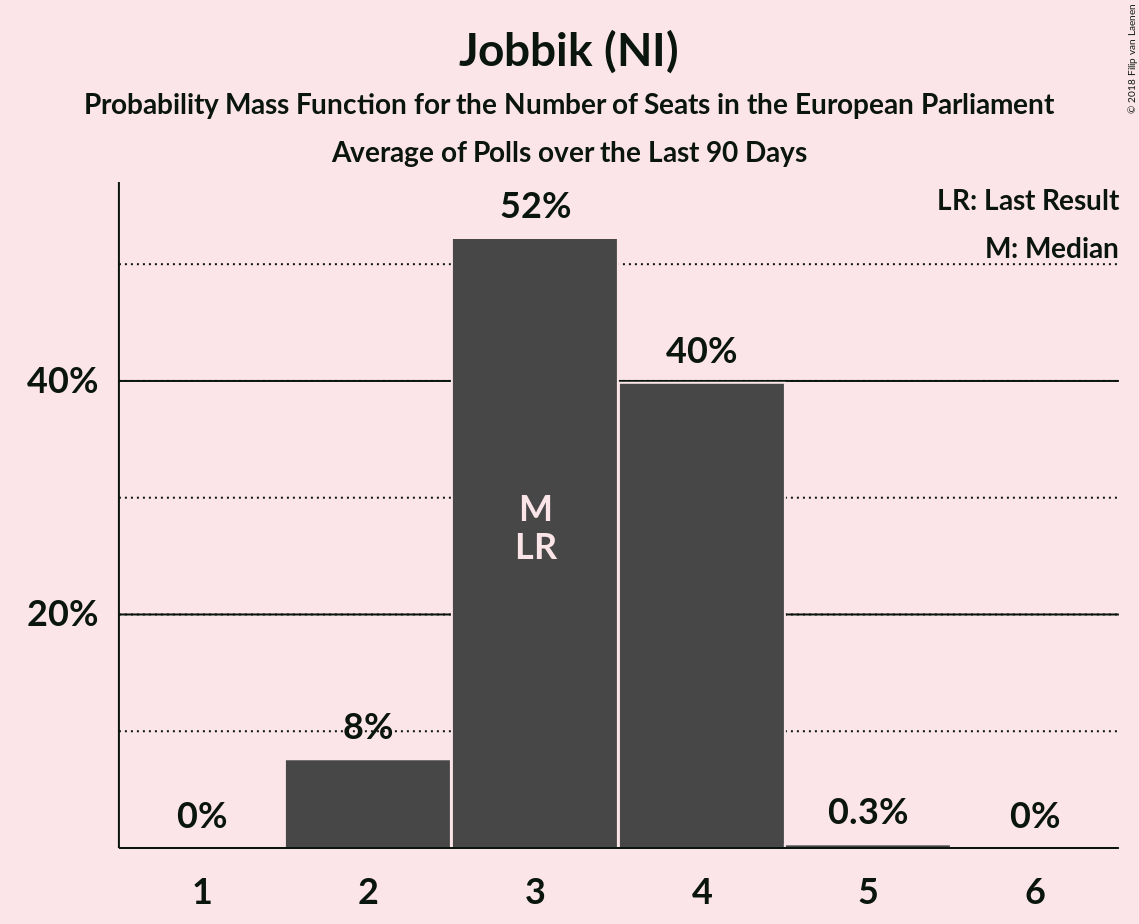 Jobbik (NI)
Probability Mass Function for the Number of Seats in the European Parliament
Average of Polls over the Last 90 Days
© 2018 Filip van Laenen
LR: Last Result
M: Median
52%
40%
40%
M
LR
20%
8%
0%
0.3%
0%
1 2 3 4 5 6